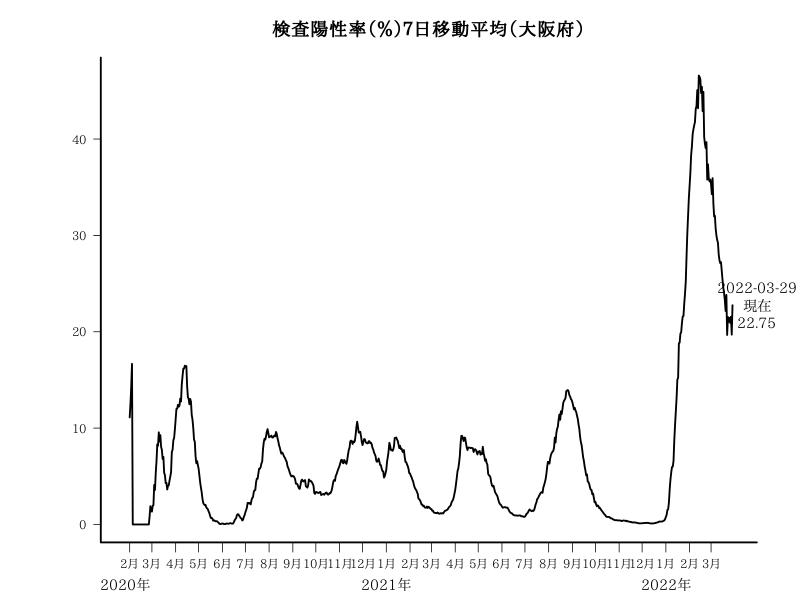 検査陽性率(%)7日移動平均(大阪府)
40
30
20
10
0
2022-03-29
現在
22.75
2月 3月 4月 5月 6月 7月 8月 9月 10月 11月 12月 1月 2月 3月 4月 5月 6月 7月 8月 9月 10月 11月 12月 1月 2月 3月
2020年 2021年 2022年